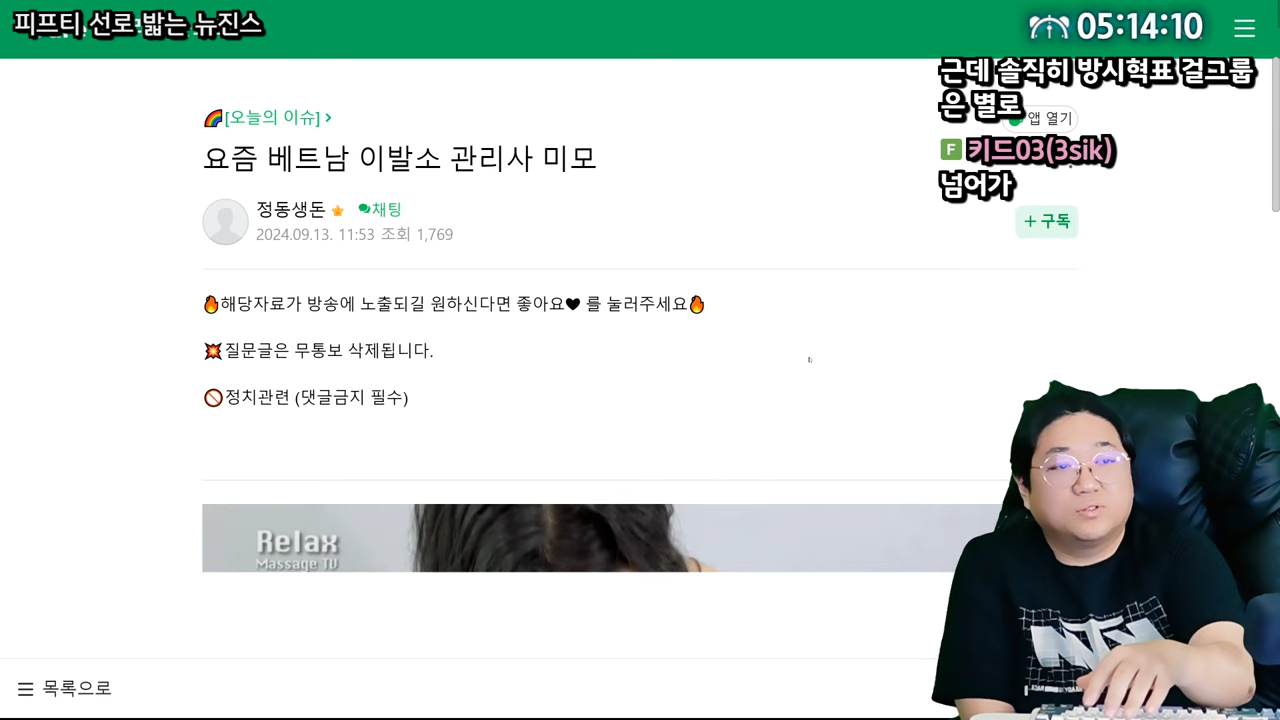 피프티 선로 밟는 뉴진스
05:14:10
근데 솔직히 방시혁표 걸그룹
은 별로
F 키드03(3sik)
넘어가
[오늘의 이슈] >
앱 열기
요즘 베트남 이발소 관리사 미모
정동생돈
채팅
2024.09.13. 11:53 조회 1,769
+ 구독
🔥해당자료가 방송에 노출되길 원하신다면 좋아요🖤 를 눌러주세요🔥
💥질문글은 무통보 삭제됩니다.
🚫정치관련 (댓글금지 필수)
Relax
Massage TV
목록으로